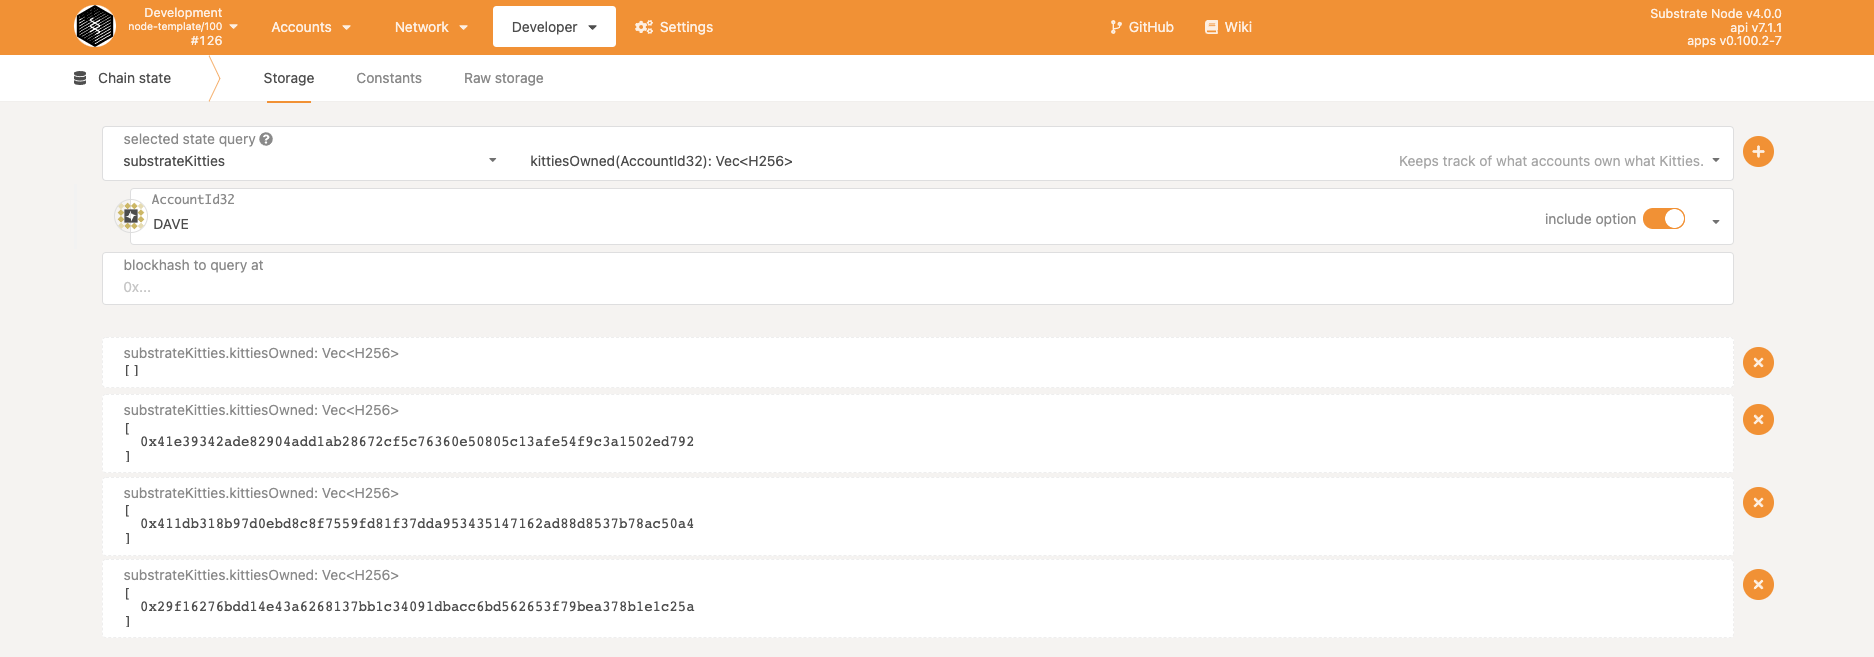 Development
node-template/100
#126
Accounts
Network
Developer
Settings
GitHub
Wiki
Substrate Node v4.0.0
api v7.1.1
apps v0.100.2-7
Chain state
Storage
Constants
Raw storage
selected state query
substrateKitties
kittiesOwned(AccountId32): Vec<H256>
Keeps track of what accounts own what Kitties.
AccountId32
DAVE
include option
blockhash to query at
0x...
substrateKitties.kittiesOwned: Vec<H256>
[]
substrateKitties.kittiesOwned: Vec<H256>
[
0x41e39342ade82904add1ab28672cf5c76360e50805c13afe54f9c3a1502ed792
]
substrateKitties.kittiesOwned: Vec<H256>
[
0x411db318b97d0ebd8c8f7559fd81f37dda953435147162ad88d8537b78ac50a4
]
substrateKitties.kittiesOwned: Vec<H256>
[
0x29f16276bdd14e43a6268137bb1c34091dbacc6bd562653f79bea378b1e1c25a
]